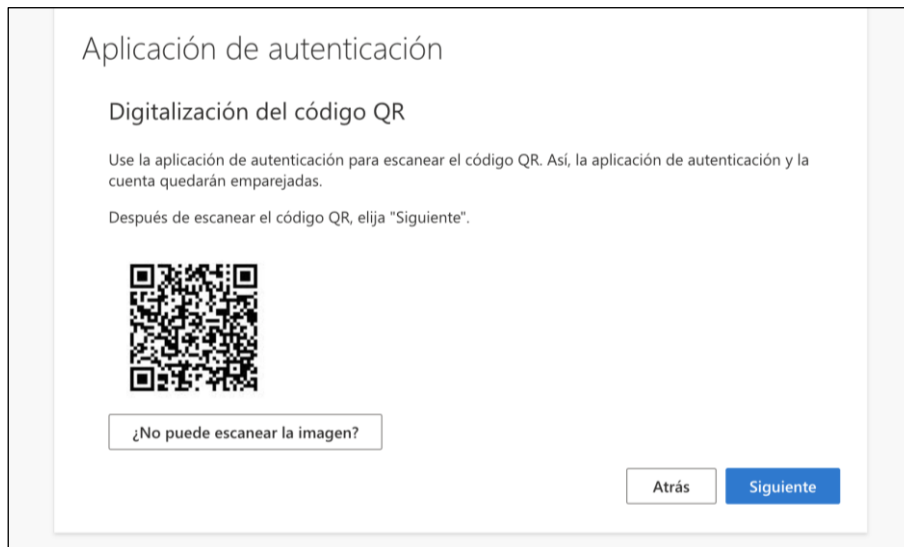 Aplicación de autenticación
Digitalización del código QR
Use la aplicación de autenticación para escanear el código QR. Así, la aplicación de autenticación y la
cuenta quedarán emparejadas.
Después de escanear el código QR, elija "Siguiente".
¿No puede escanear la imagen?
Atrás
Siguiente